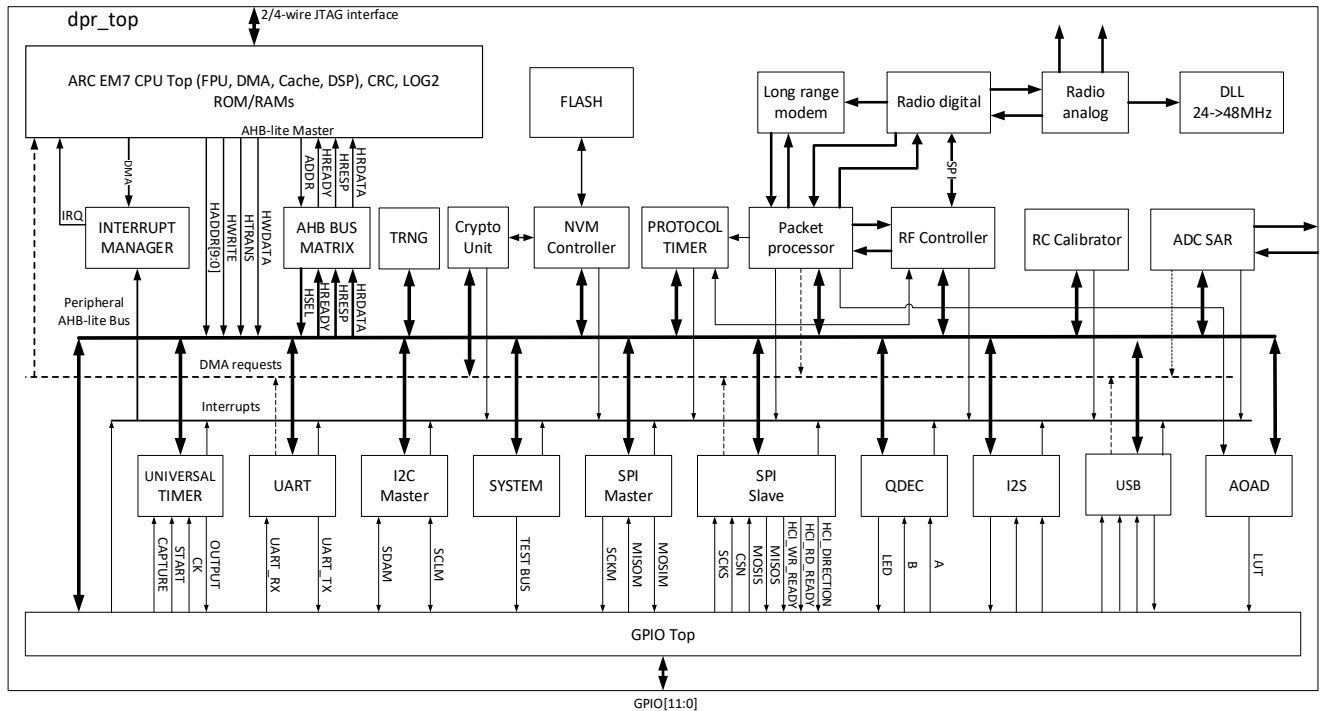 dpr_top
2/4-wire JTAG interface
ARC EM7 CPU Top (FPU, DMA, Cache, DSP), CRC, LOG2
ROM/RAMs
AHB-lite Master
FLASH
Long range
modem
Radio digital
Radio
analog
DLL
24->48MHz
IRQ
DMA
HADDR[9:0]
HWRITE
HTRANS
HWDATA
ADDR
HREADY
HRESP
HRDATA
SPI
INTERRUPT
MANAGER
AHB BUS
MATRIX
TRNG
Crypto
Unit
NVM
Controller
PROTOCOL
TIMER
Packet
processor
RF Controller
RC Calibrator
ADC SAR
HSEL
HREADY
HRESP
HRDATA
Peripheral
AHB-lite Bus
DMA requests
Interrupts
UNIVERSAL
TIMER
UART
I2C
Master
SYSTEM
SPI
Master
SPI
Slave
QDEC
I2S
USB
AOAD
CAPTURE
START
CK
OUTPUT
UART_RX
UART_TX
SDAM
SCLM
TEST BUS
SCKM
MISOM
MOSIM
SCKS
CSN
MOSIS
MISOS
HCI_WR_READY
HCI_RD_READY
HCI_DIRECTION
LED
B
A
LUT
GPIO Top
GPIO[11:0]